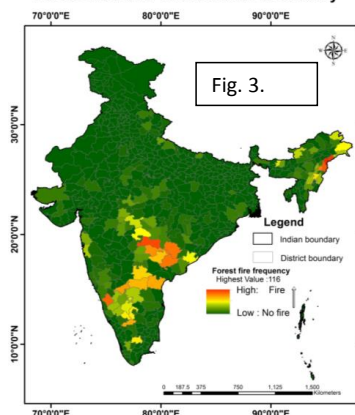 70°0'0"E 80°0'0"E 90°0'0"E
N
W E
S
Fig. 3.
30°0'0"N
20°0'0"N
10°0'0"N
Legend
Indian boundary
District boundary
Forest fire frequency
Highest Value :116
High: Fire
Low : No fire
0 187.5 375 750 1,125 1,500
Kilometers
70°0'0"E 80°0'0"E 90°0'0"E